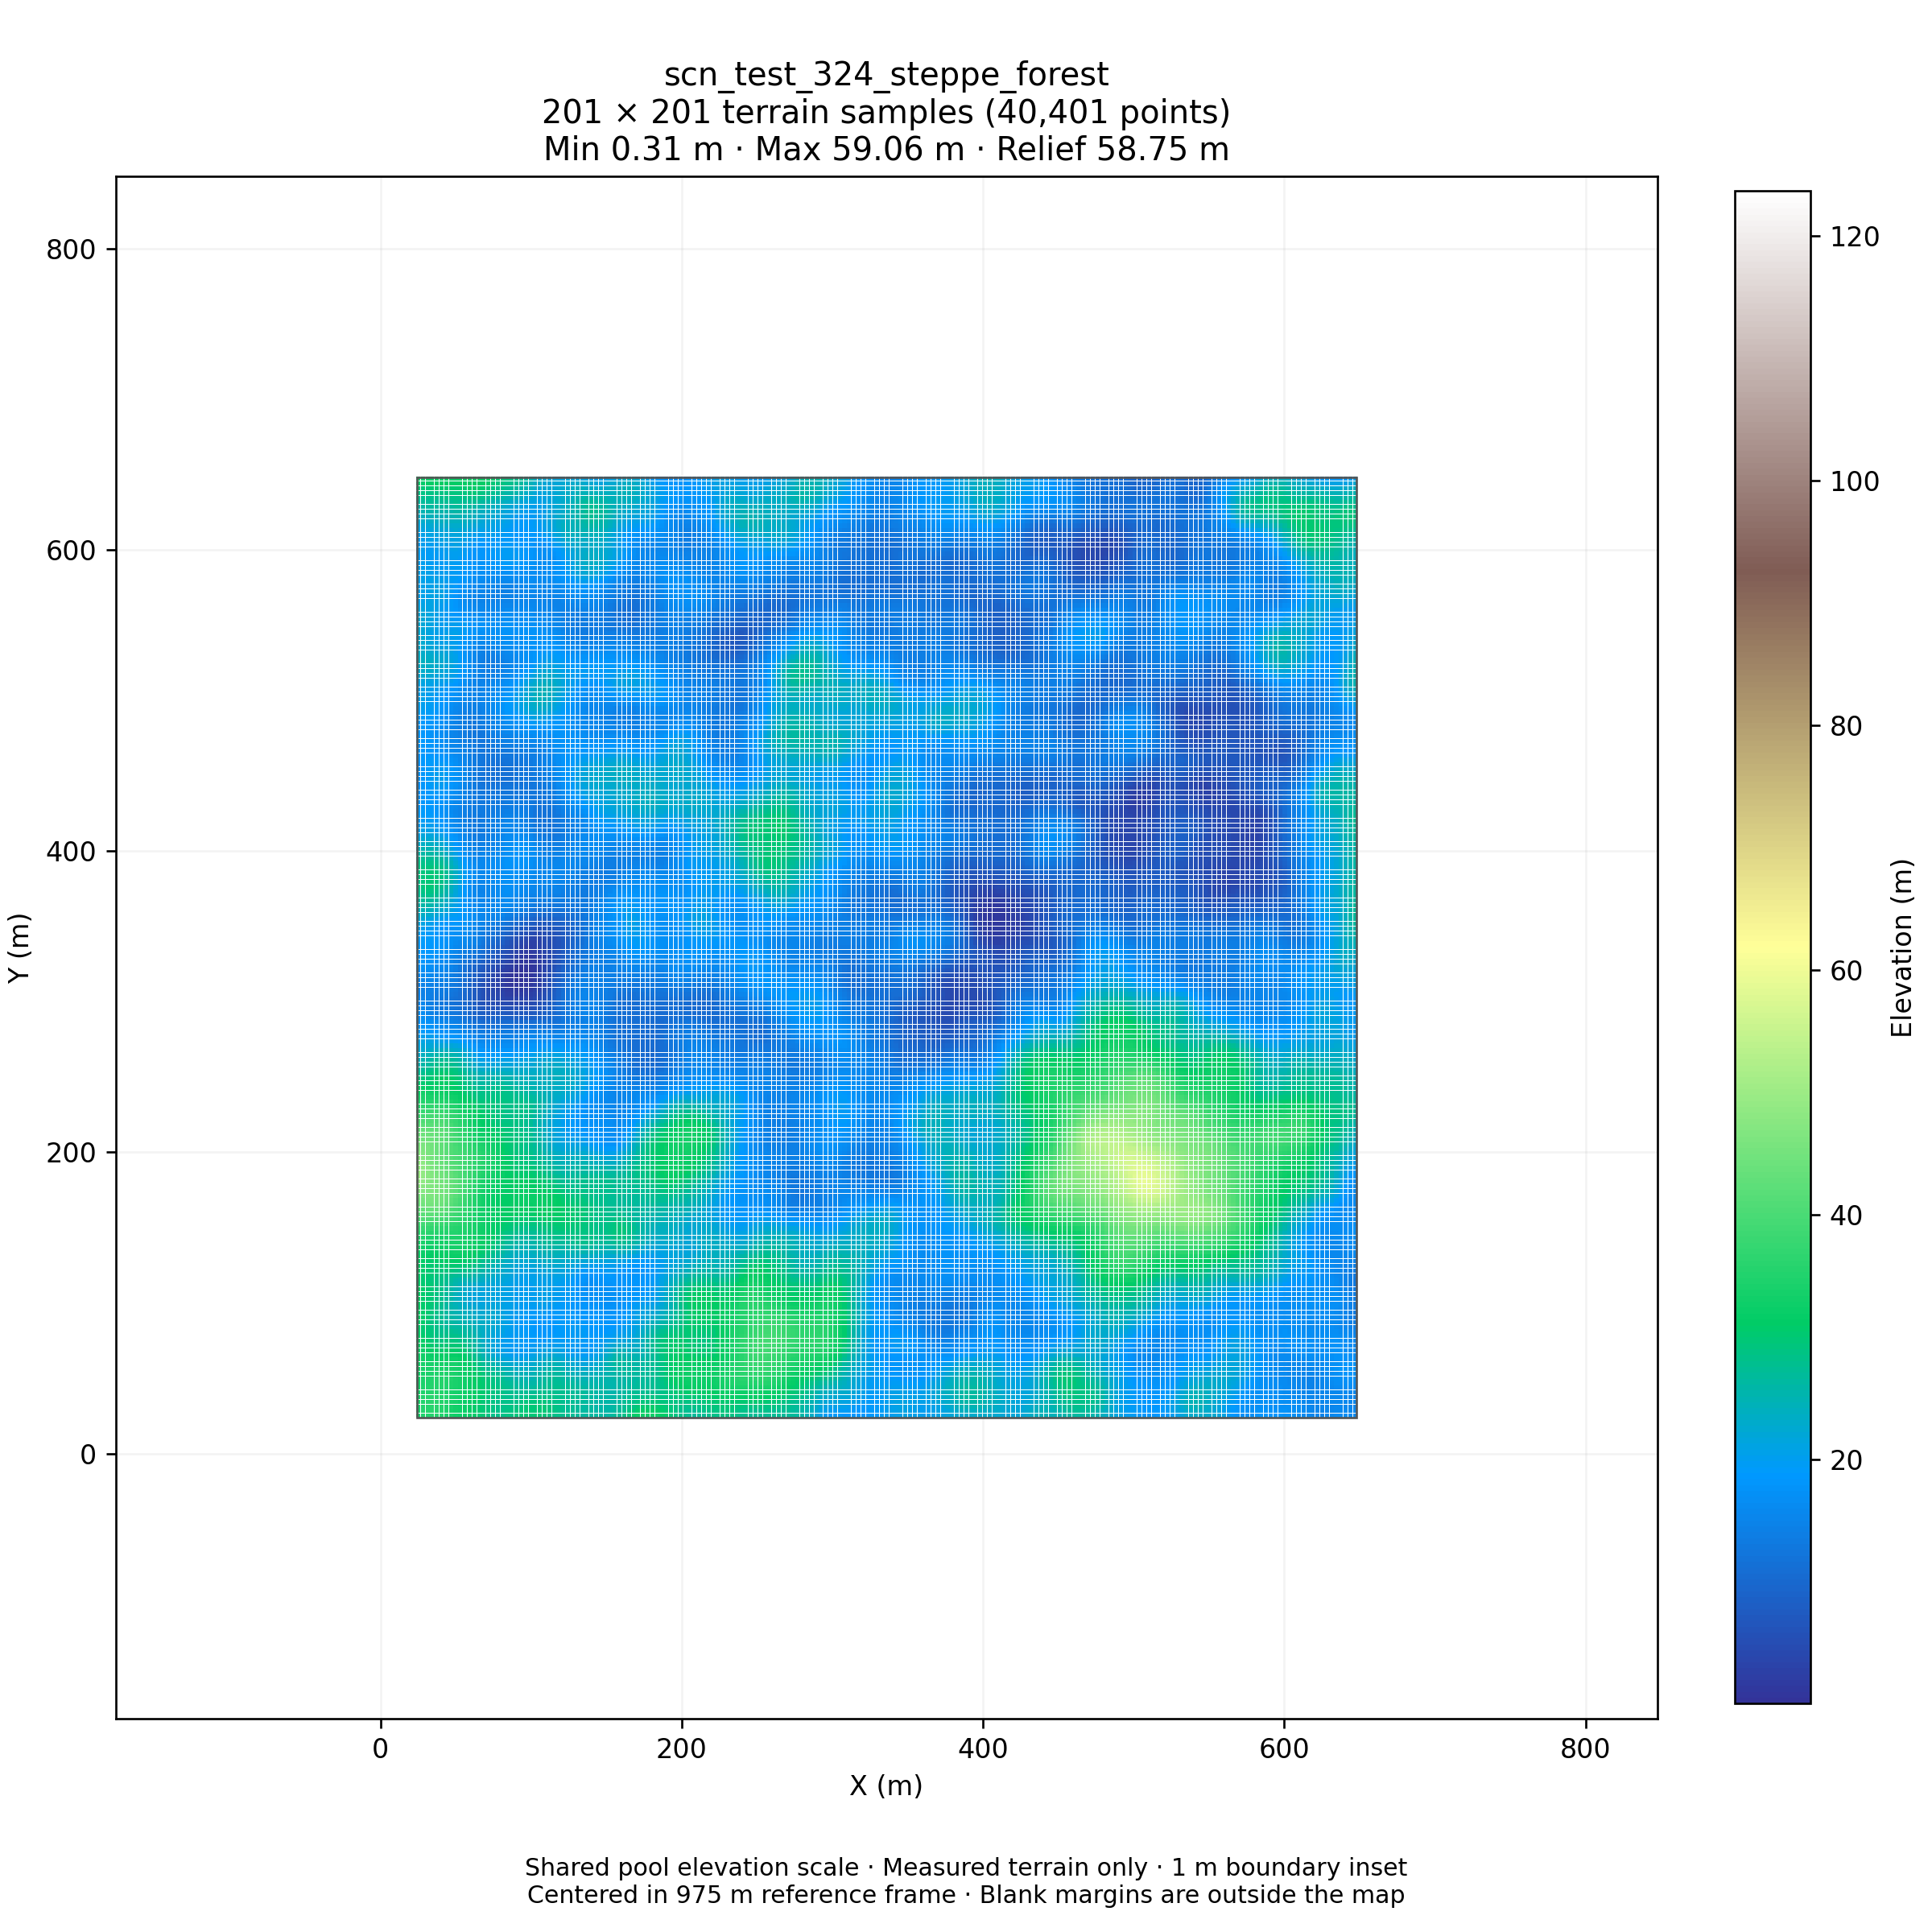 scn_test_324_steppe_forest
201 × 201 terrain samples (40,401 points)
Min 0.31 m · Max 59.06 m · Relief 58.75 m
800
600
400
200
0
Y (m)
0
200
400
600
800
X (m)
120
100
80
60
40
20
Elevation (m)
Shared pool elevation scale · Measured terrain only · 1 m boundary inset
Centered in 975 m reference frame · Blank margins are outside the map